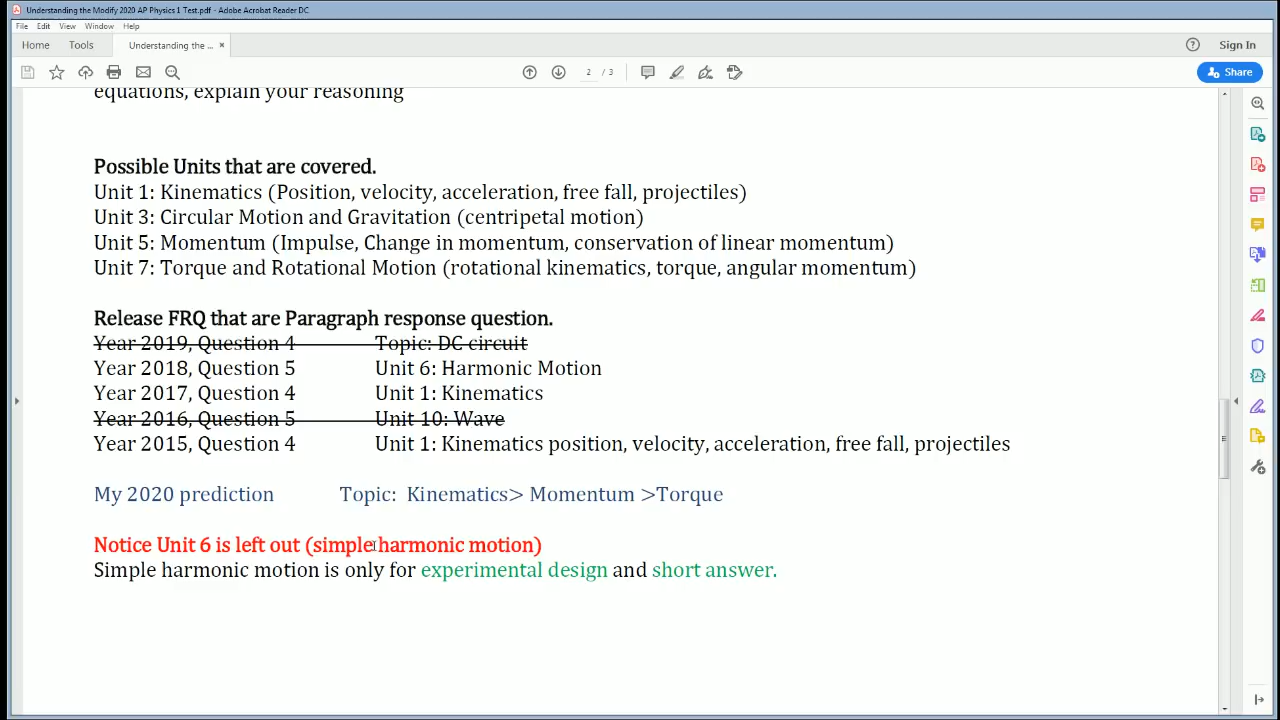 Understanding the Modify 2020 AP Physics 1 Test.pdf - Adobe Acrobat Reader DC
File Edit View Window Help
Home Tools Understanding the ... × Sign In
2 / 3 Share
equations, explain your reasoning
Possible Units that are covered.
Unit 1: Kinematics (Position, velocity, acceleration, free fall, projectiles)
Unit 3: Circular Motion and Gravitation (centripetal motion)
Unit 5: Momentum (Impulse, Change in momentum, conservation of linear momentum)
Unit 7: Torque and Rotational Motion (rotational kinematics, torque, angular momentum)
Release FRQ that are Paragraph response question.
Year 2019, Question 4 Topic: DC circuit
Year 2018, Question 5 Unit 6: Harmonic Motion
Year 2017, Question 4 Unit 1: Kinematics
Year 2016, Question 5 Unit 10: Wave
Year 2015, Question 4 Unit 1: Kinematics position, velocity, acceleration, free fall, projectiles
My 2020 prediction Topic: Kinematics> Momentum >Torque
Notice Unit 6 is left out (simple harmonic motion)
Simple harmonic motion is only for experimental design and short answer.